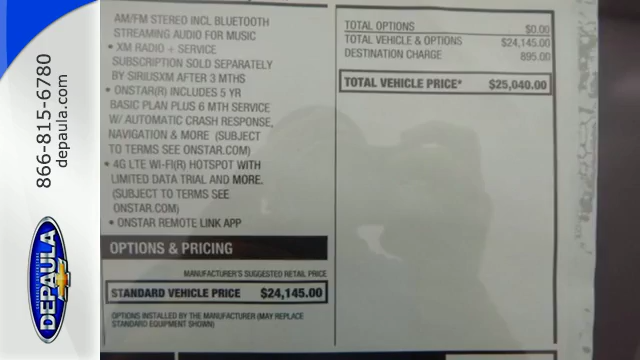 866-815-6780
depaula.com
DEPAULA
AM/FM STEREO INCL BLUETOOTH
STREAMING AUDIO FOR MUSIC
• XM RADIO + SERVICE
SUBSCRIPTION SOLD SEPARATELY
BY SIRIUSXM AFTER 3 MTHS
• ONSTAR(R) INCLUDES 5 YR
BASIC PLAN PLUS 6 MTH SERVICE
W/ AUTOMATIC CRASH RESPONSE,
NAVIGATION & MORE (SUBJECT
TO TERMS SEE ONSTAR.COM)
• 4G LTE WI-FI(R) HOTSPOT WITH
LIMITED DATA TRIAL AND MORE.
(SUBJECT TO TERMS SEE
ONSTAR.COM)
• ONSTAR REMOTE LINK APP
OPTIONS & PRICING
MANUFACTURER'S SUGGESTED RETAIL PRICE
STANDARD VEHICLE PRICE $24,145.00
OPTIONS INSTALLED BY THE MANUFACTURER (MAY REPLACE
STANDARD EQUIPMENT SHOWN)
TOTAL OPTIONS $0.00
TOTAL VEHICLE & OPTIONS $24,145.00
DESTINATION CHARGE 895.00
TOTAL VEHICLE PRICE* $25,040.00